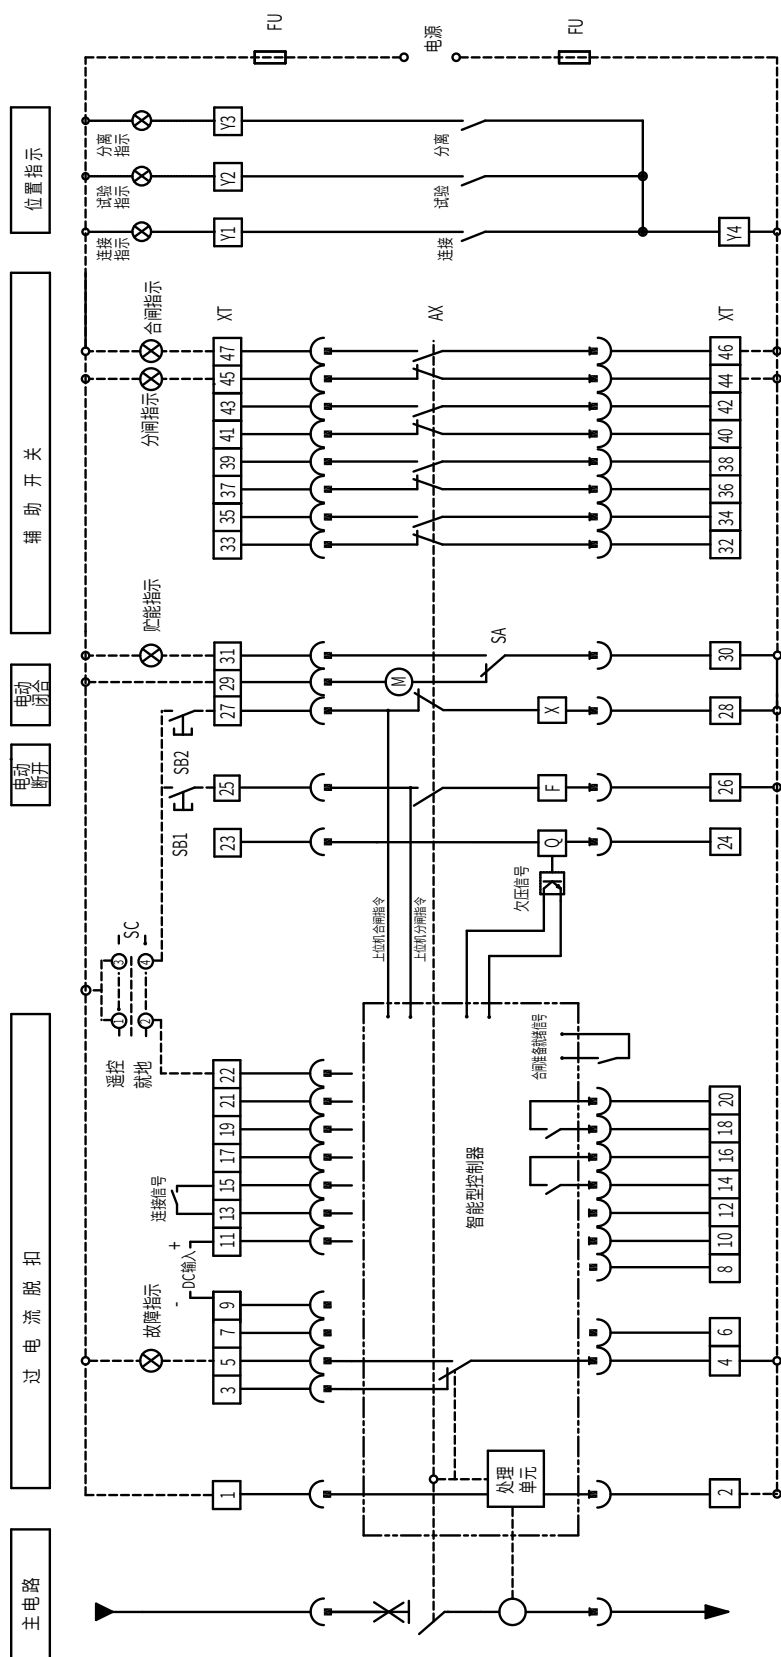 主电路
过电流脱扣
电动
断开
电动
闭合
辅助开关
位置指示
1
3
5
7
9
11
13
15
17
19
21
22
23
25
27
29
31
33
35
37
39
41
43
45
47
XT
Y1
Y2
Y3
故障指示
-
DC输入
+
连接信号
遥控
就地
1
2
3
4
SC
SB1
SB2
贮能指示
分闸指示
合闸指示
连接
指示
试验
指示
分离
指示
FU
电源
FU
处理
单元
智能型控制器
合闸准备就绪信号
上位机合闸指令
上位机分闸指令
欠压信号
Q
F
X
M
SA
AX
连接
试验
分离
2
4
6
8
10
12
14
16
18
20
24
26
28
30
32
34
36
38
40
42
44
46
XT
Y4